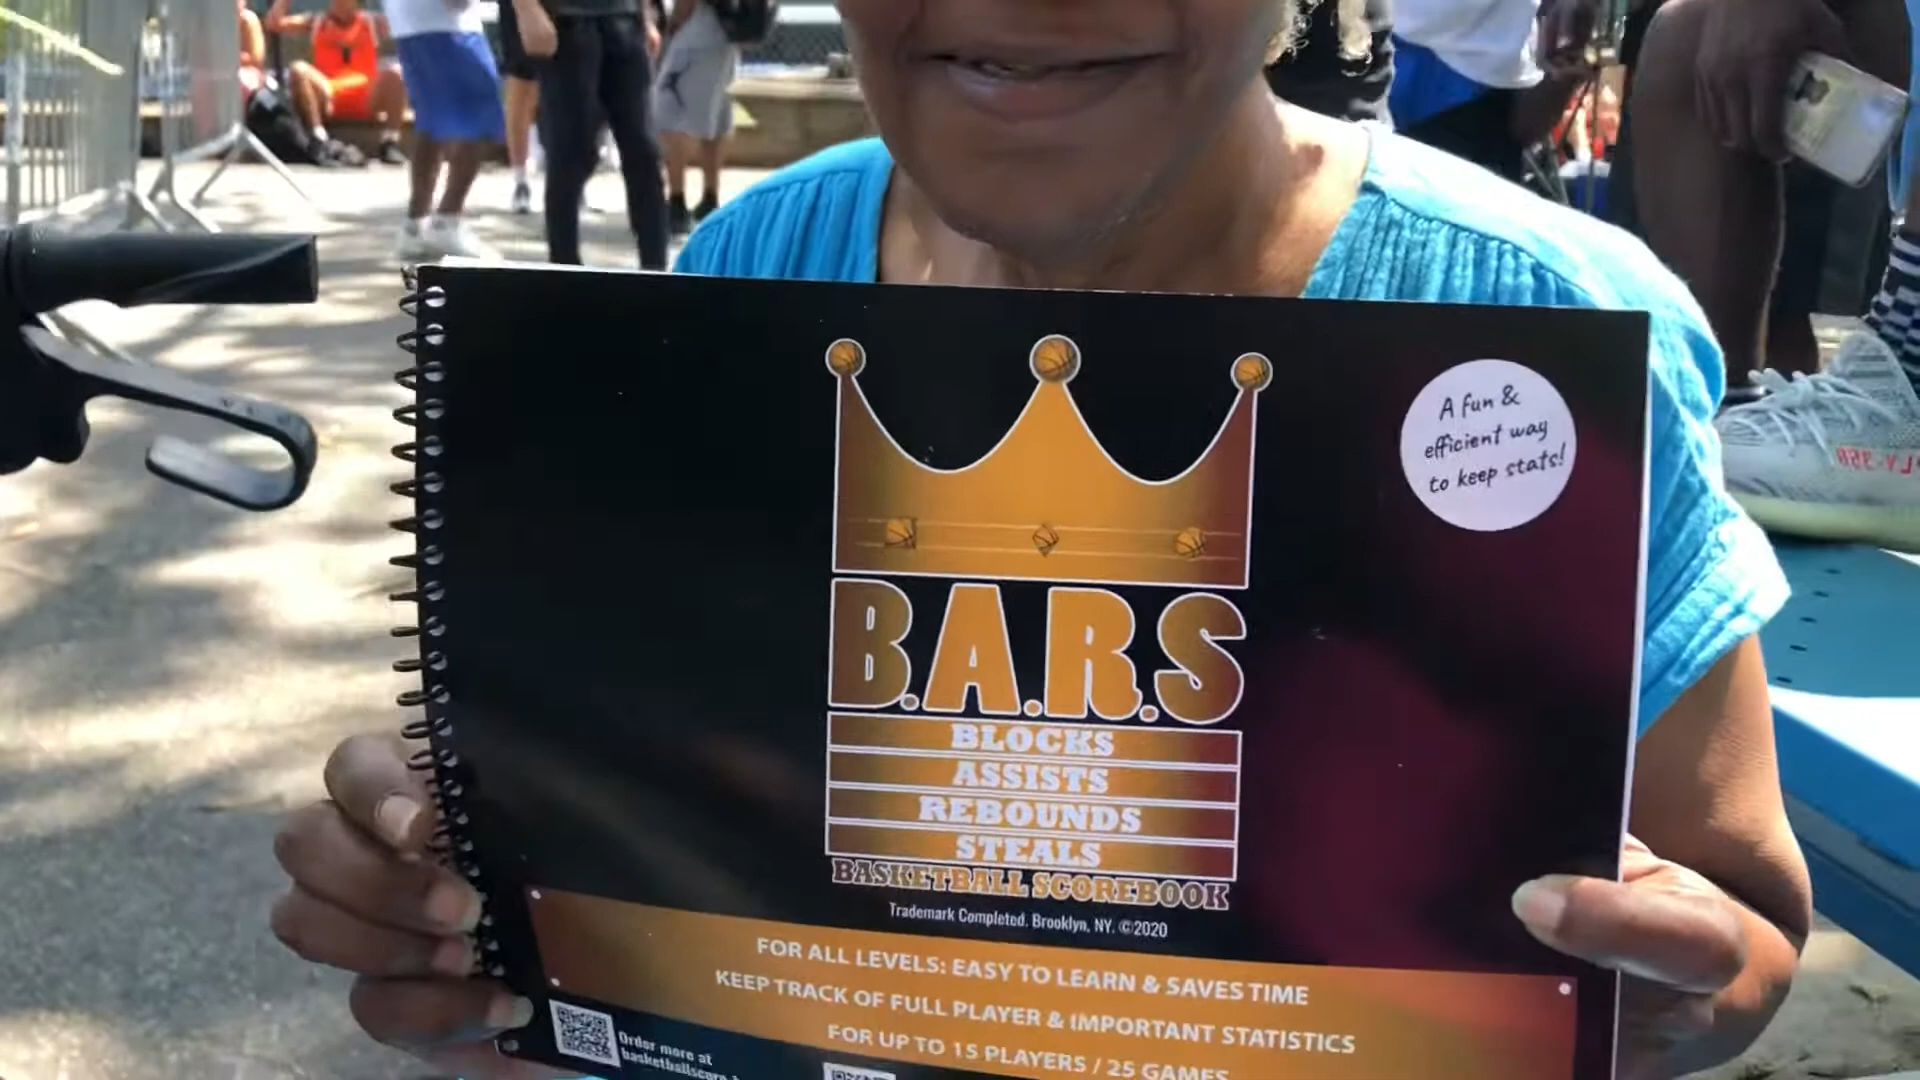 A fun &
efficient way
to keep stats!
B.A.R.S
BLOCKS
ASSISTS
REBOUNDS
STEALS
BASKETBALL SCOREBOOK
Trademark Completed. Brooklyn, NY. ©2020
FOR ALL LEVELS: EASY TO LEARN & SAVES TIME
KEEP TRACK OF FULL PLAYER & IMPORTANT STATISTICS
FOR UP TO 15 PLAYERS / 25 GAMES
Order more at